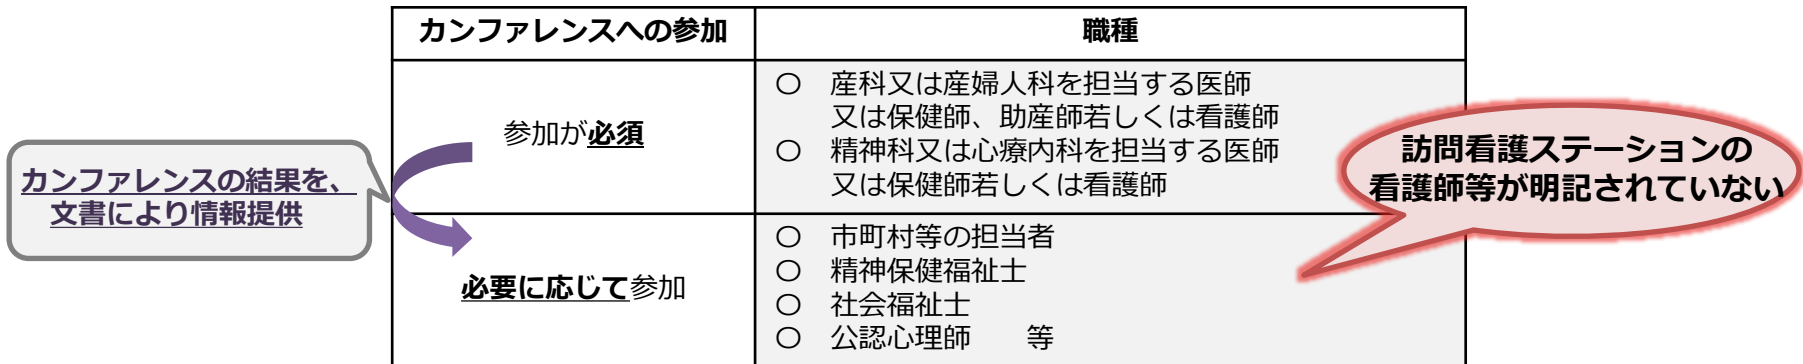 カンファレンスへの参加
職種
参加が必須
〇 産科又は産婦人科を担当する医師
又は保健師、助産師若しくは看護師
〇 精神科又は心療内科を担当する医師
又は保健師若しくは看護師
必要に応じて参加
〇 市町村等の担当者
〇 精神保健福祉士
〇 社会福祉士
〇 公認心理師 等
カンファレンスの結果を、
文書により情報提供
訪問看護ステーションの
看護師等が明記されていない